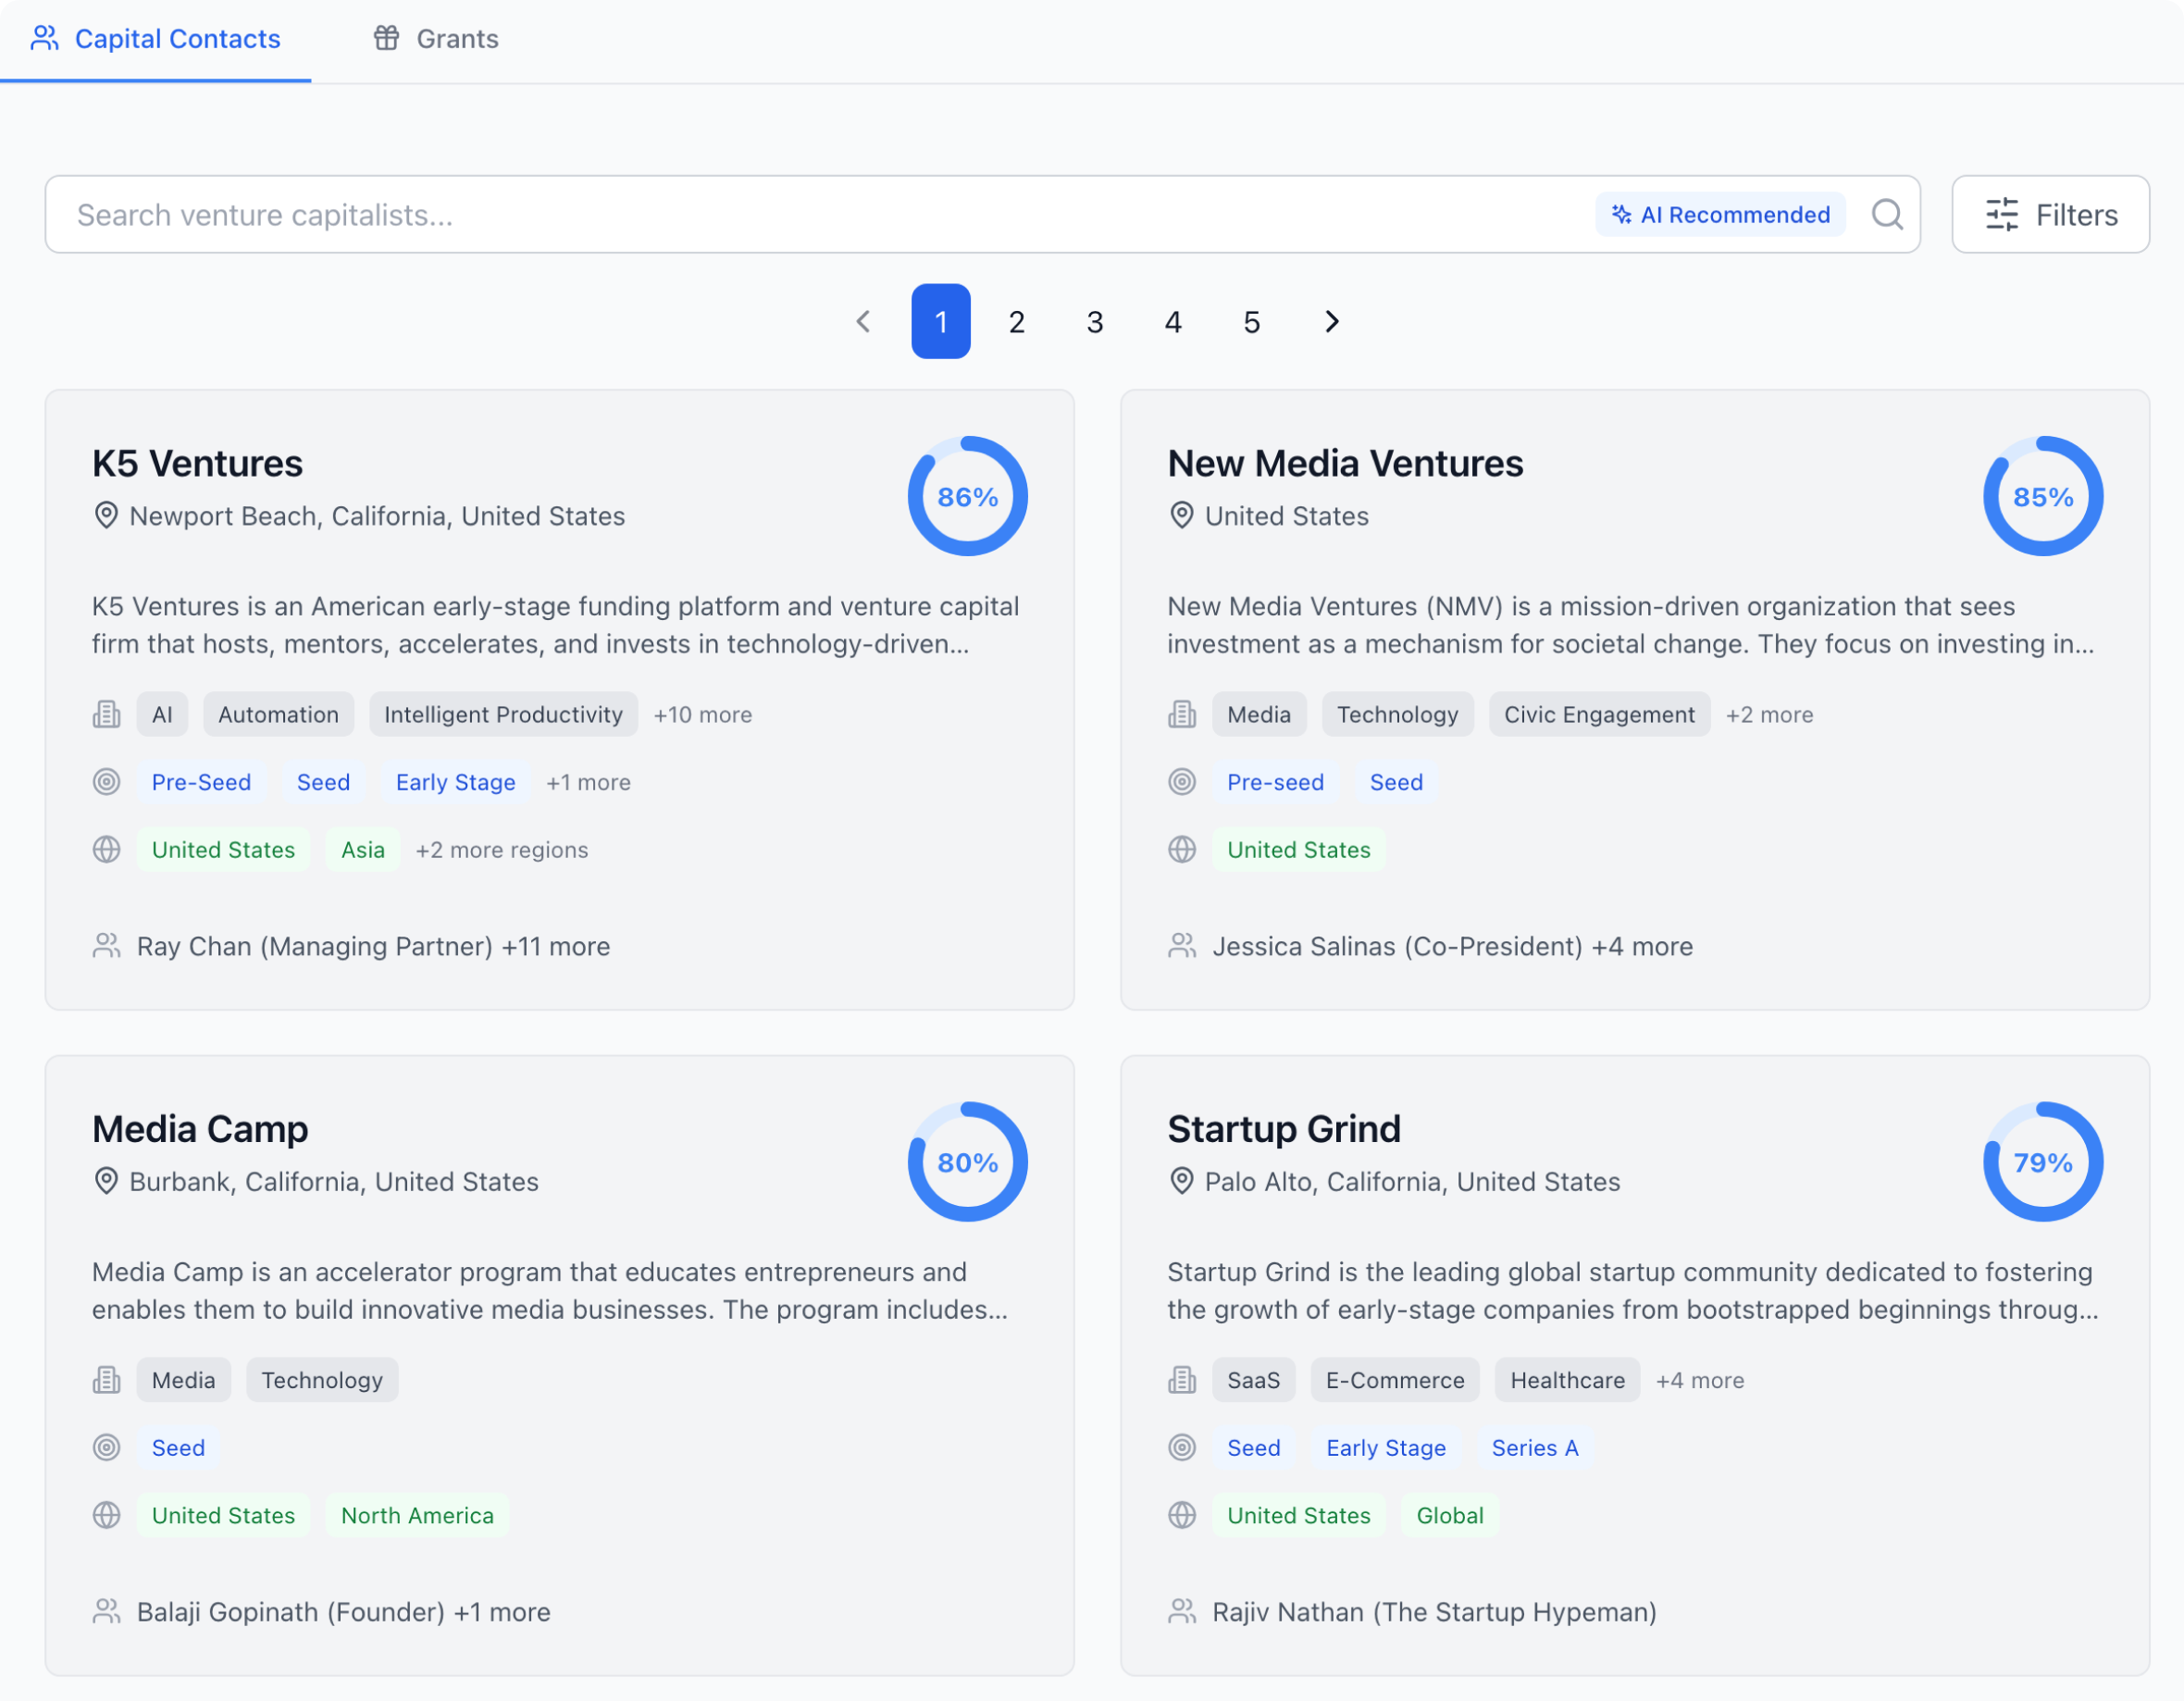 Capital Contacts
Grants
Search venture capitalists...
AI Recommended
Filters
1 2 3 4 5
K5 Ventures
86%
Newport Beach, California, United States
K5 Ventures is an American early-stage funding platform and venture capital
firm that hosts, mentors, accelerates, and invests in technology-driven...
AI Automation Intelligent Productivity +10 more
Pre-Seed Seed Early Stage +1 more
United States Asia +2 more regions
Ray Chan (Managing Partner) +11 more
New Media Ventures
85%
United States
New Media Ventures (NMV) is a mission-driven organization that sees
investment as a mechanism for societal change. They focus on investing in...
Media Technology Civic Engagement +2 more
Pre-seed Seed
United States
Jessica Salinas (Co-President) +4 more
Media Camp
80%
Burbank, California, United States
Media Camp is an accelerator program that educates entrepreneurs and
enables them to build innovative media businesses. The program includes...
Media Technology
Seed
United States North America
Balaji Gopinath (Founder) +1 more
Startup Grind
79%
Palo Alto, California, United States
Startup Grind is the leading global startup community dedicated to fostering
the growth of early-stage companies from bootstrapped beginnings throug...
SaaS E-Commerce Healthcare +4 more
Seed Early Stage Series A
United States Global
Rajiv Nathan (The Startup Hypeman)